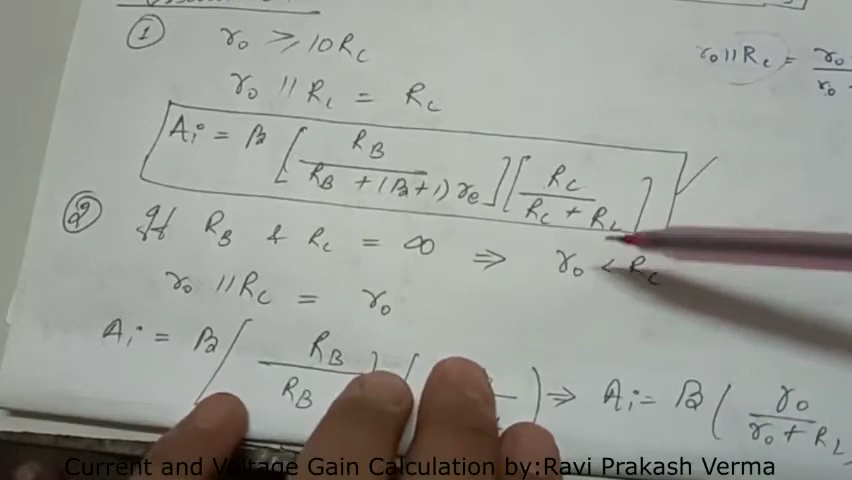 ① r₀ ≥ 10R_C
r₀ || R_C = R_C
r₀ || R_C = r₀
A_i = β [R_B / (R_B + (β+1) r_e)] [R_C / (R_C + R_L)]
② If R_B & R_C = ∞ ⇒ r₀ < R_C
r₀ || R_C = r₀
A_i = β [R_B / R_B ⇒ A_i = β (r₀ / (r₀ + R_L
Current and Voltage Gain Calculation by:Ravi Prakash Verma